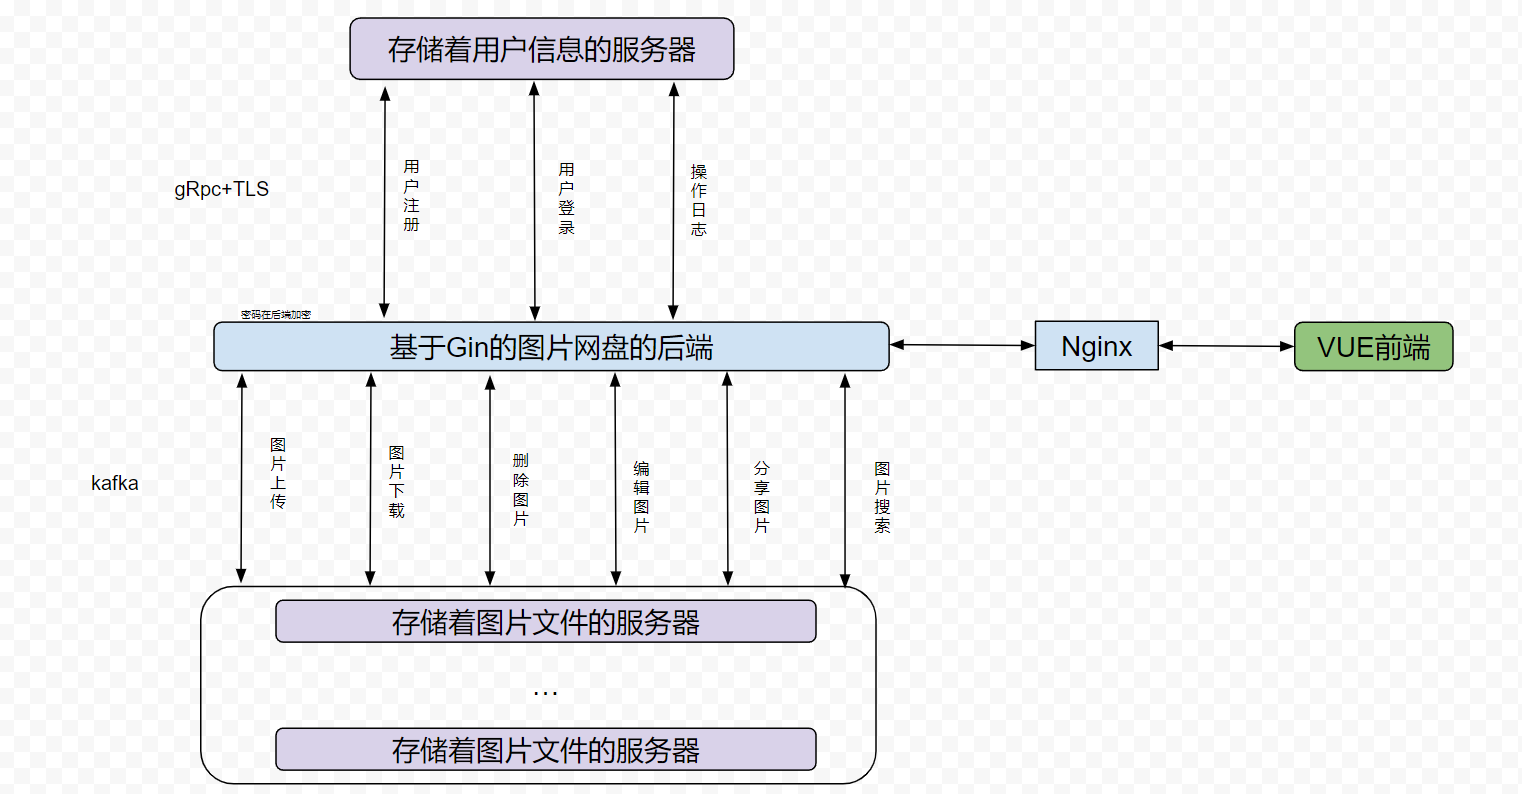 存储着用户信息的服务器
gRpc+TLS
用户注册
用户登录
操作日志
密码在后端加密
基于Gin的图片网盘的后端
Nginx
VUE前端
kafka
图片上传
图片下载
删除图片
编辑图片
分享图片
图片搜索
存储着图片文件的服务器
...
存储着图片文件的服务器